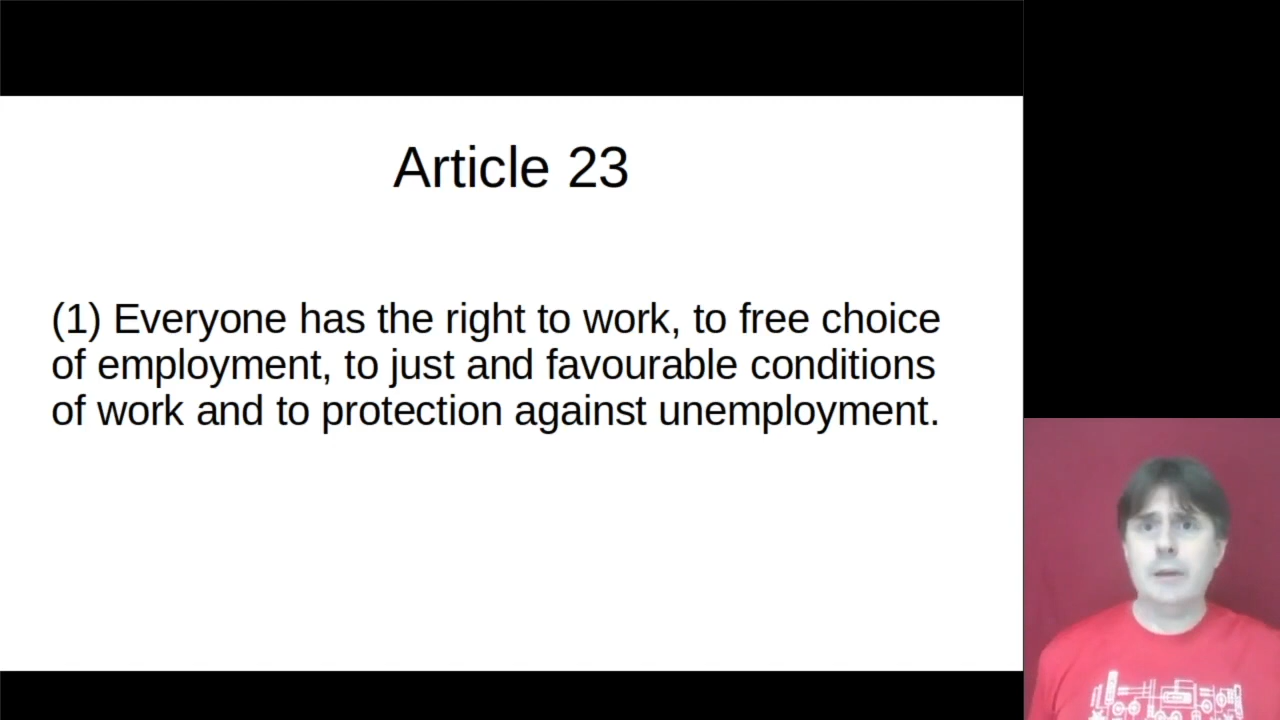 Article 23
(1) Everyone has the right to work, to free choice
of employment, to just and favourable conditions
of work and to protection against unemployment.